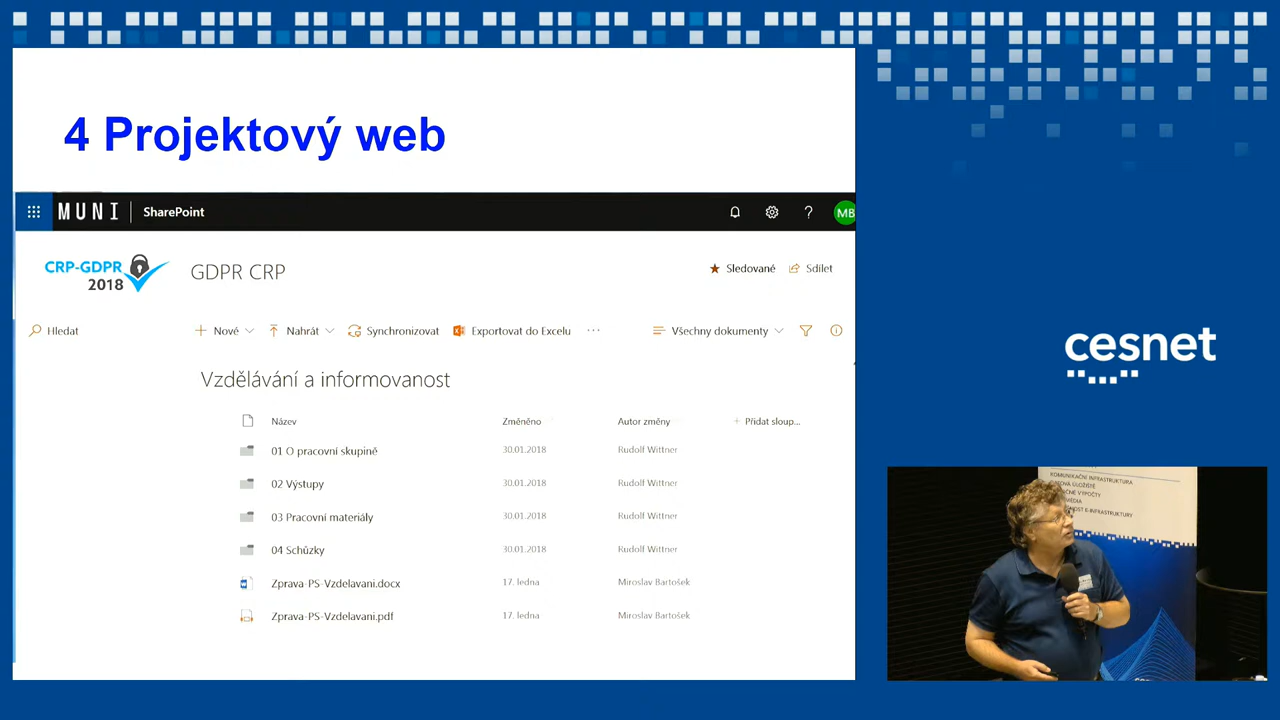 4 Projektový web
MUNI SharePoint ? MB
CRP-GDPR 2018
GDPR CRP
Sledované Sdílet
Hledat
Nové Nahrát Synchronizovat Exportovat do Excelu ... Všechny dokumenty
Vzdělávání a informovanost
Název Změněno Autor změny + Přidat sloup...
01 O pracovní skupině 30.01.2018 Rudolf Wittner
02 Výstupy 30.01.2018 Rudolf Wittner
03 Pracovní materiály 30.01.2018 Rudolf Wittner
04 Schůzky 30.01.2018 Rudolf Wittner
Zprava-PS-Vzdelavani.docx 17. ledna Miroslav Bartošek
Zprava-PS-Vzdelavani.pdf 17. ledna Miroslav Bartošek
cesnet
KOMUNIKAČNÍ INFRASTRUKTURA